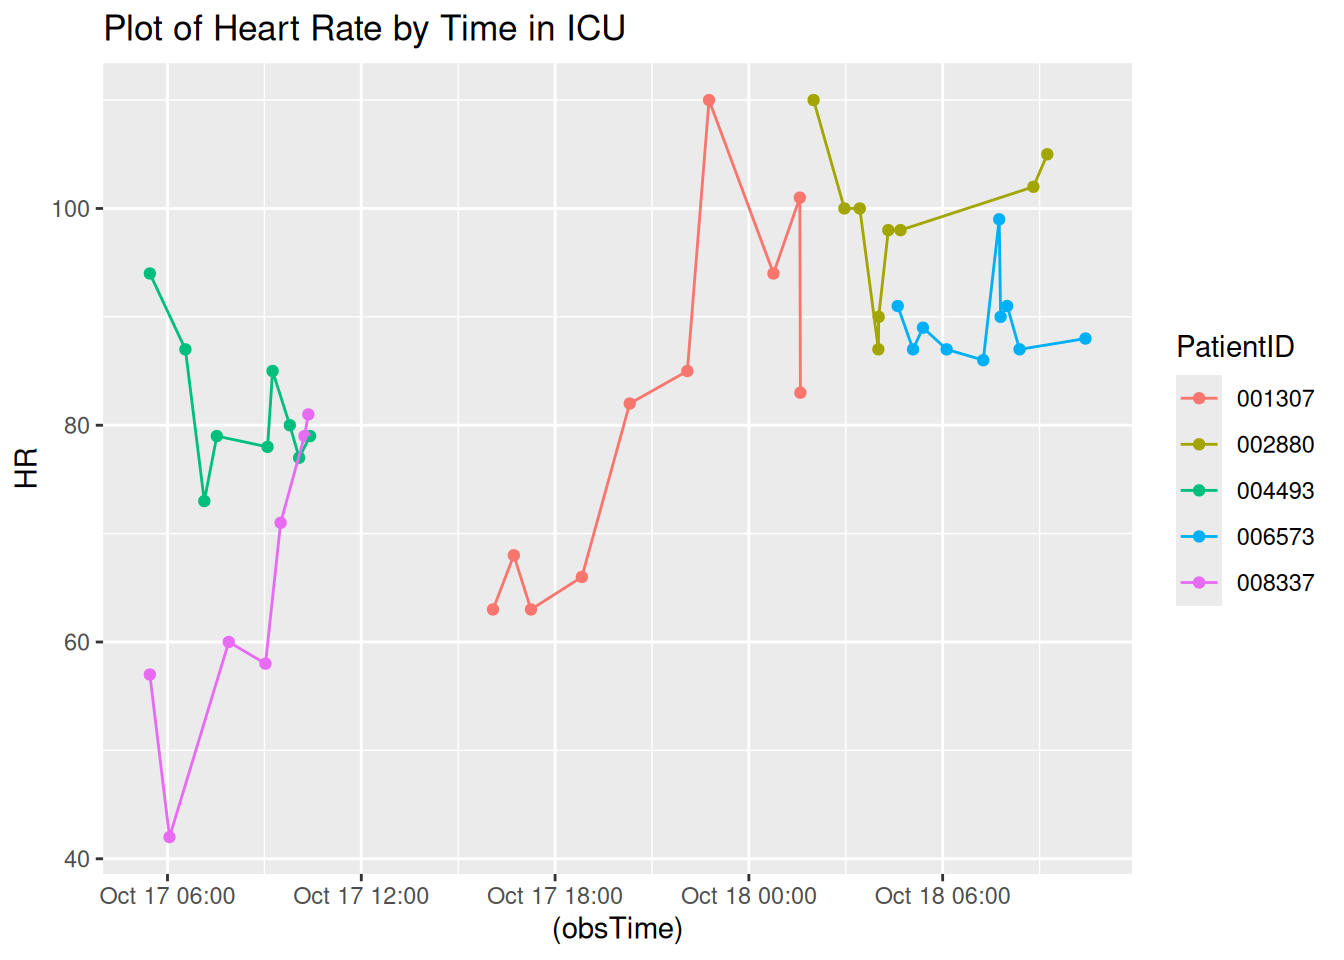 Plot of Heart Rate by Time in ICU
100
80
60
40
HR
Oct 17 06:00 Oct 17 12:00 Oct 17 18:00 Oct 18 00:00 Oct 18 06:00
(obsTime)
PatientID
001307
002880
004493
006573
008337